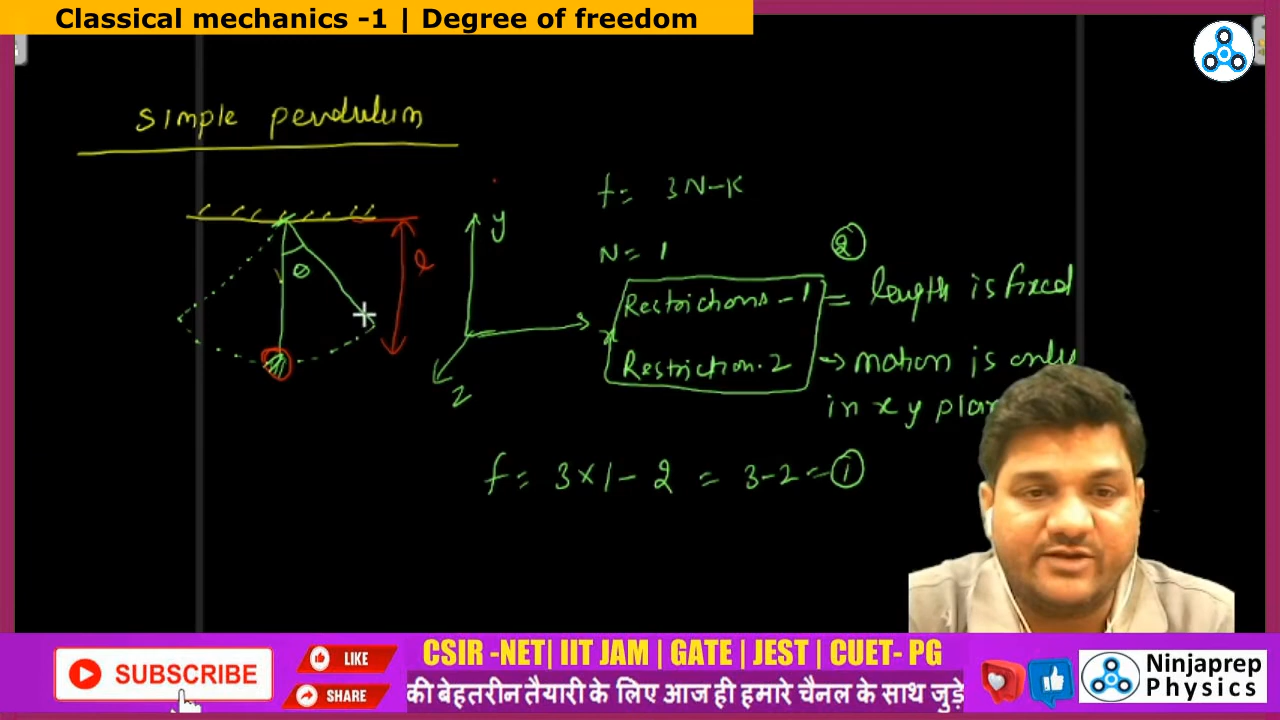 Classical mechanics -1 | Degree of freedom
simple pendulum
f = 3N-K
y
N = 1
②
θ
l
Restrictions - 1 = length is fixed
x
Restriction. 2 → motion is only
z
in xy plan
f = 3×1 - 2 = 3-2 = ①
SUBSCRIBE
LIKE
SHARE
CSIR -NET| IIT JAM | GATE | JEST | CUET- PG
की बेहतरीन तैयारी के लिए आज ही हमारे चैनल के साथ जुड़े
Ninjaprep
Physics